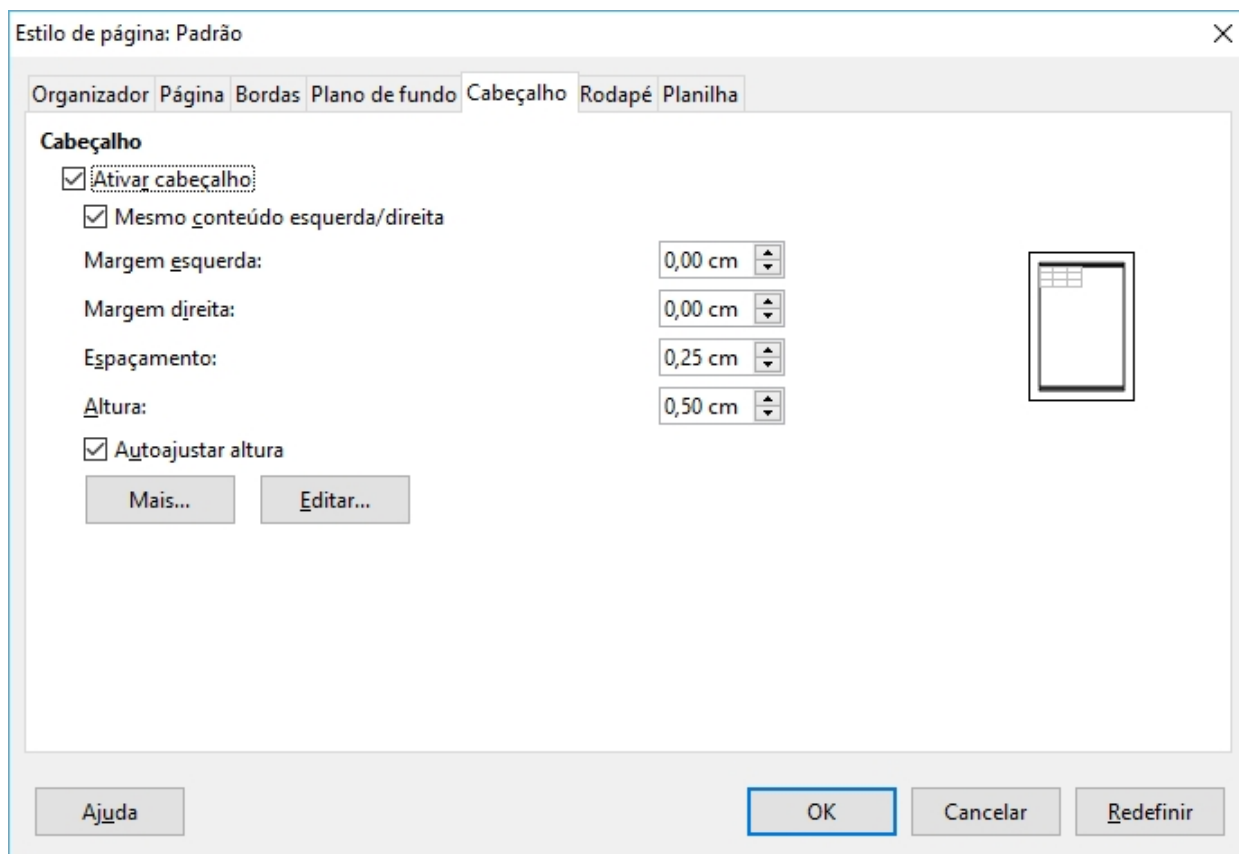 Estilo de página: Padrão
Organizador Página Bordas Plano de fundo Cabeçalho Rodapé Planilha
Cabeçalho
Ativar cabeçalho
Mesmo conteúdo esquerda/direita
Margem esquerda: 0,00 cm
Margem direita: 0,00 cm
Espaçamento: 0,25 cm
Altura: 0,50 cm
Autoajustar altura
Mais... Editar...
Ajuda OK Cancelar Redefinir